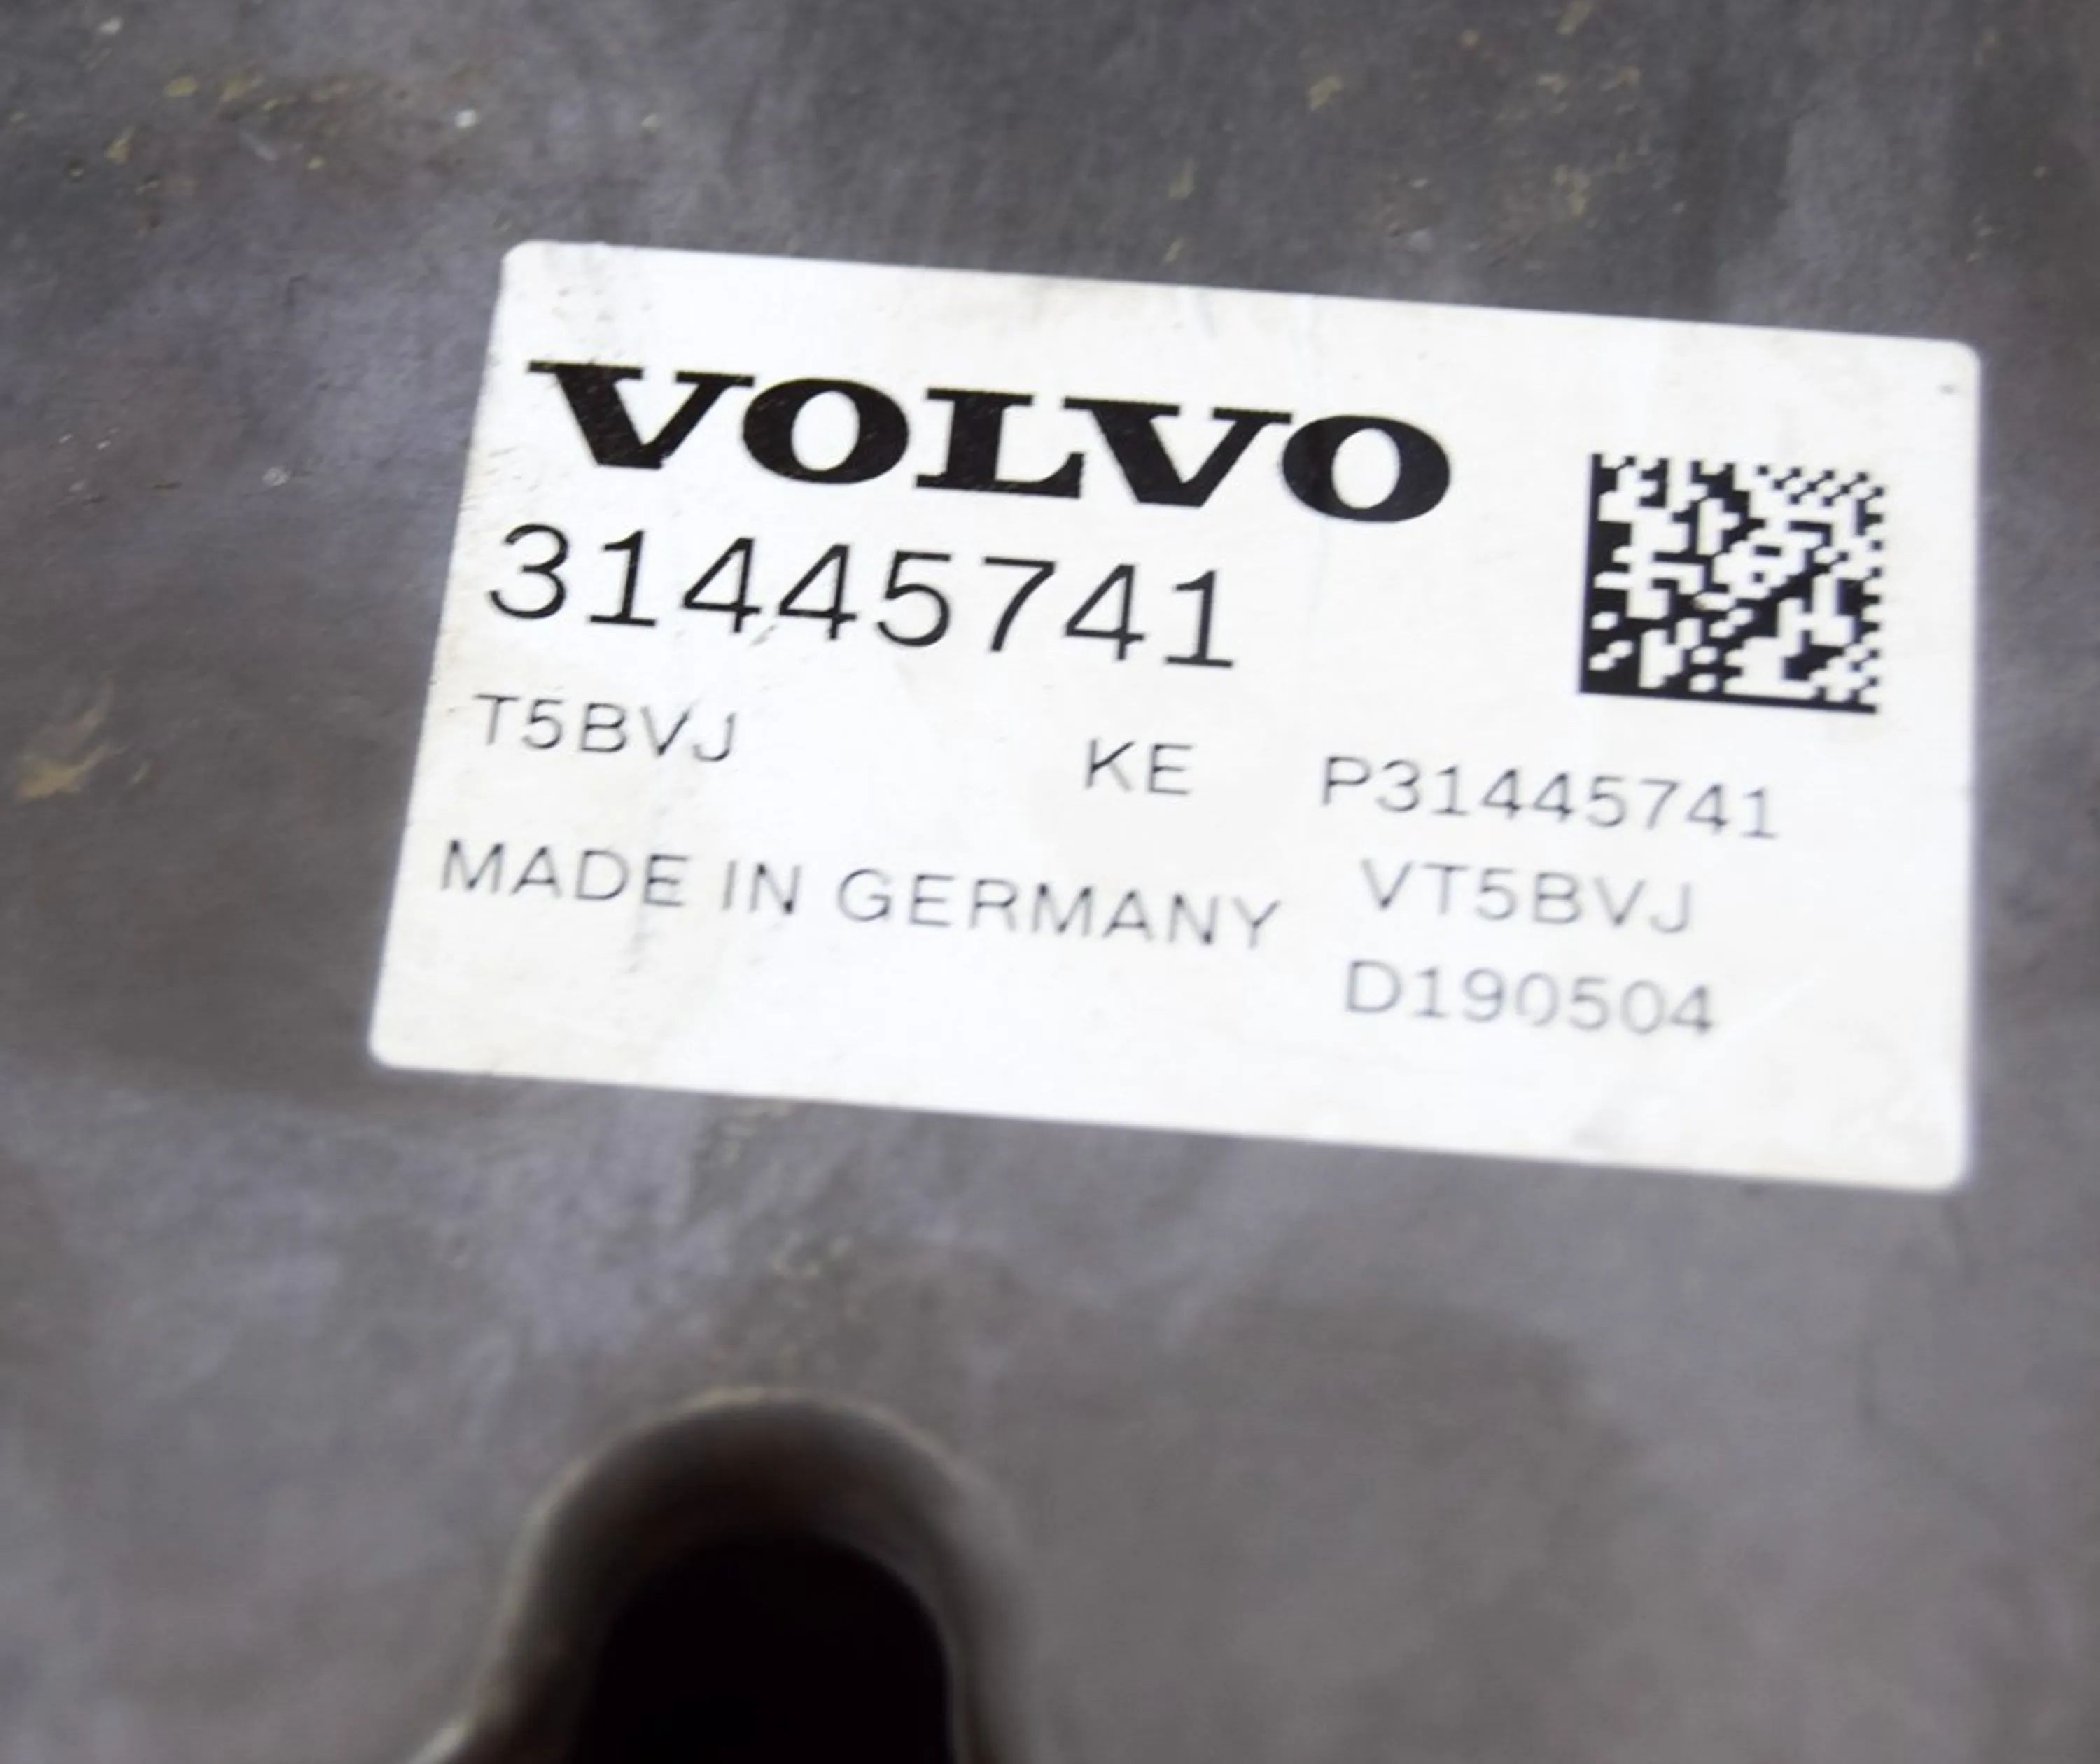 VOLVO
31445741
T5BVJ KE P31445741
MADE IN GERMANY VT5BVJ
D190504